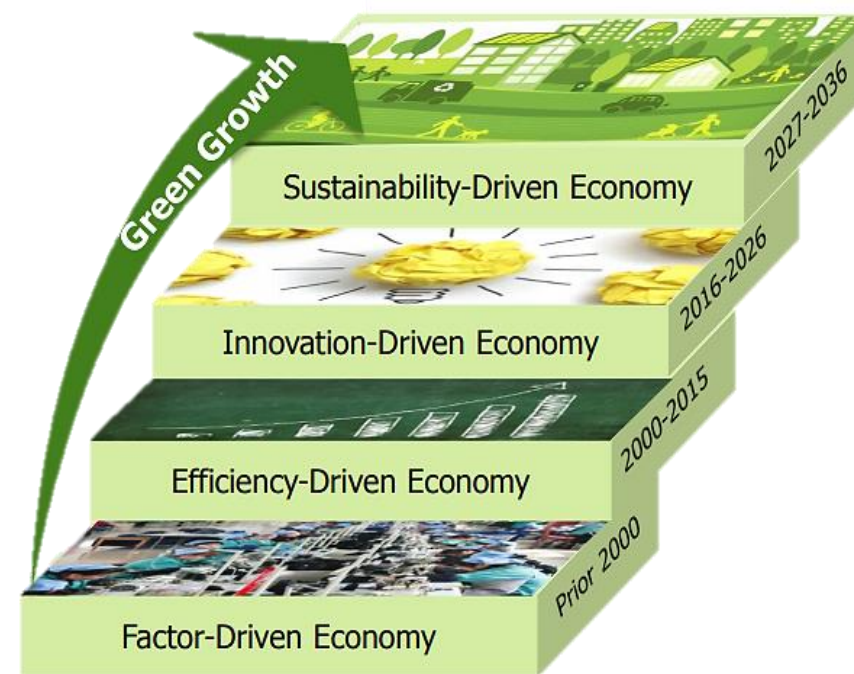 Green Growth
Sustainability-Driven Economy
2027-2036
Innovation-Driven Economy
2016-2026
Efficiency-Driven Economy
2000-2015
Factor-Driven Economy
Prior 2000